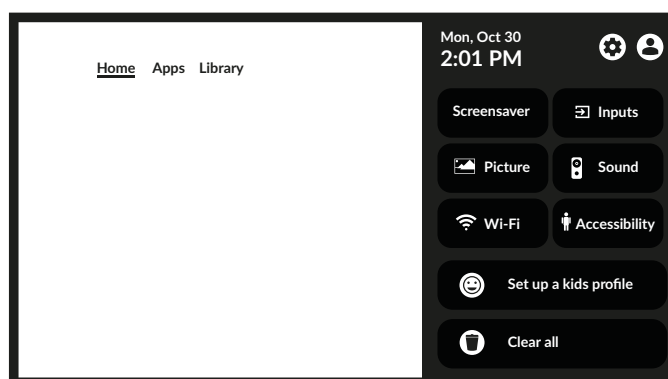 Home Apps Library
Mon, Oct 30
2:01 PM
Screensaver
Inputs
Picture
Sound
Wi-Fi
Accessibility
Set up a kids profile
Clear all